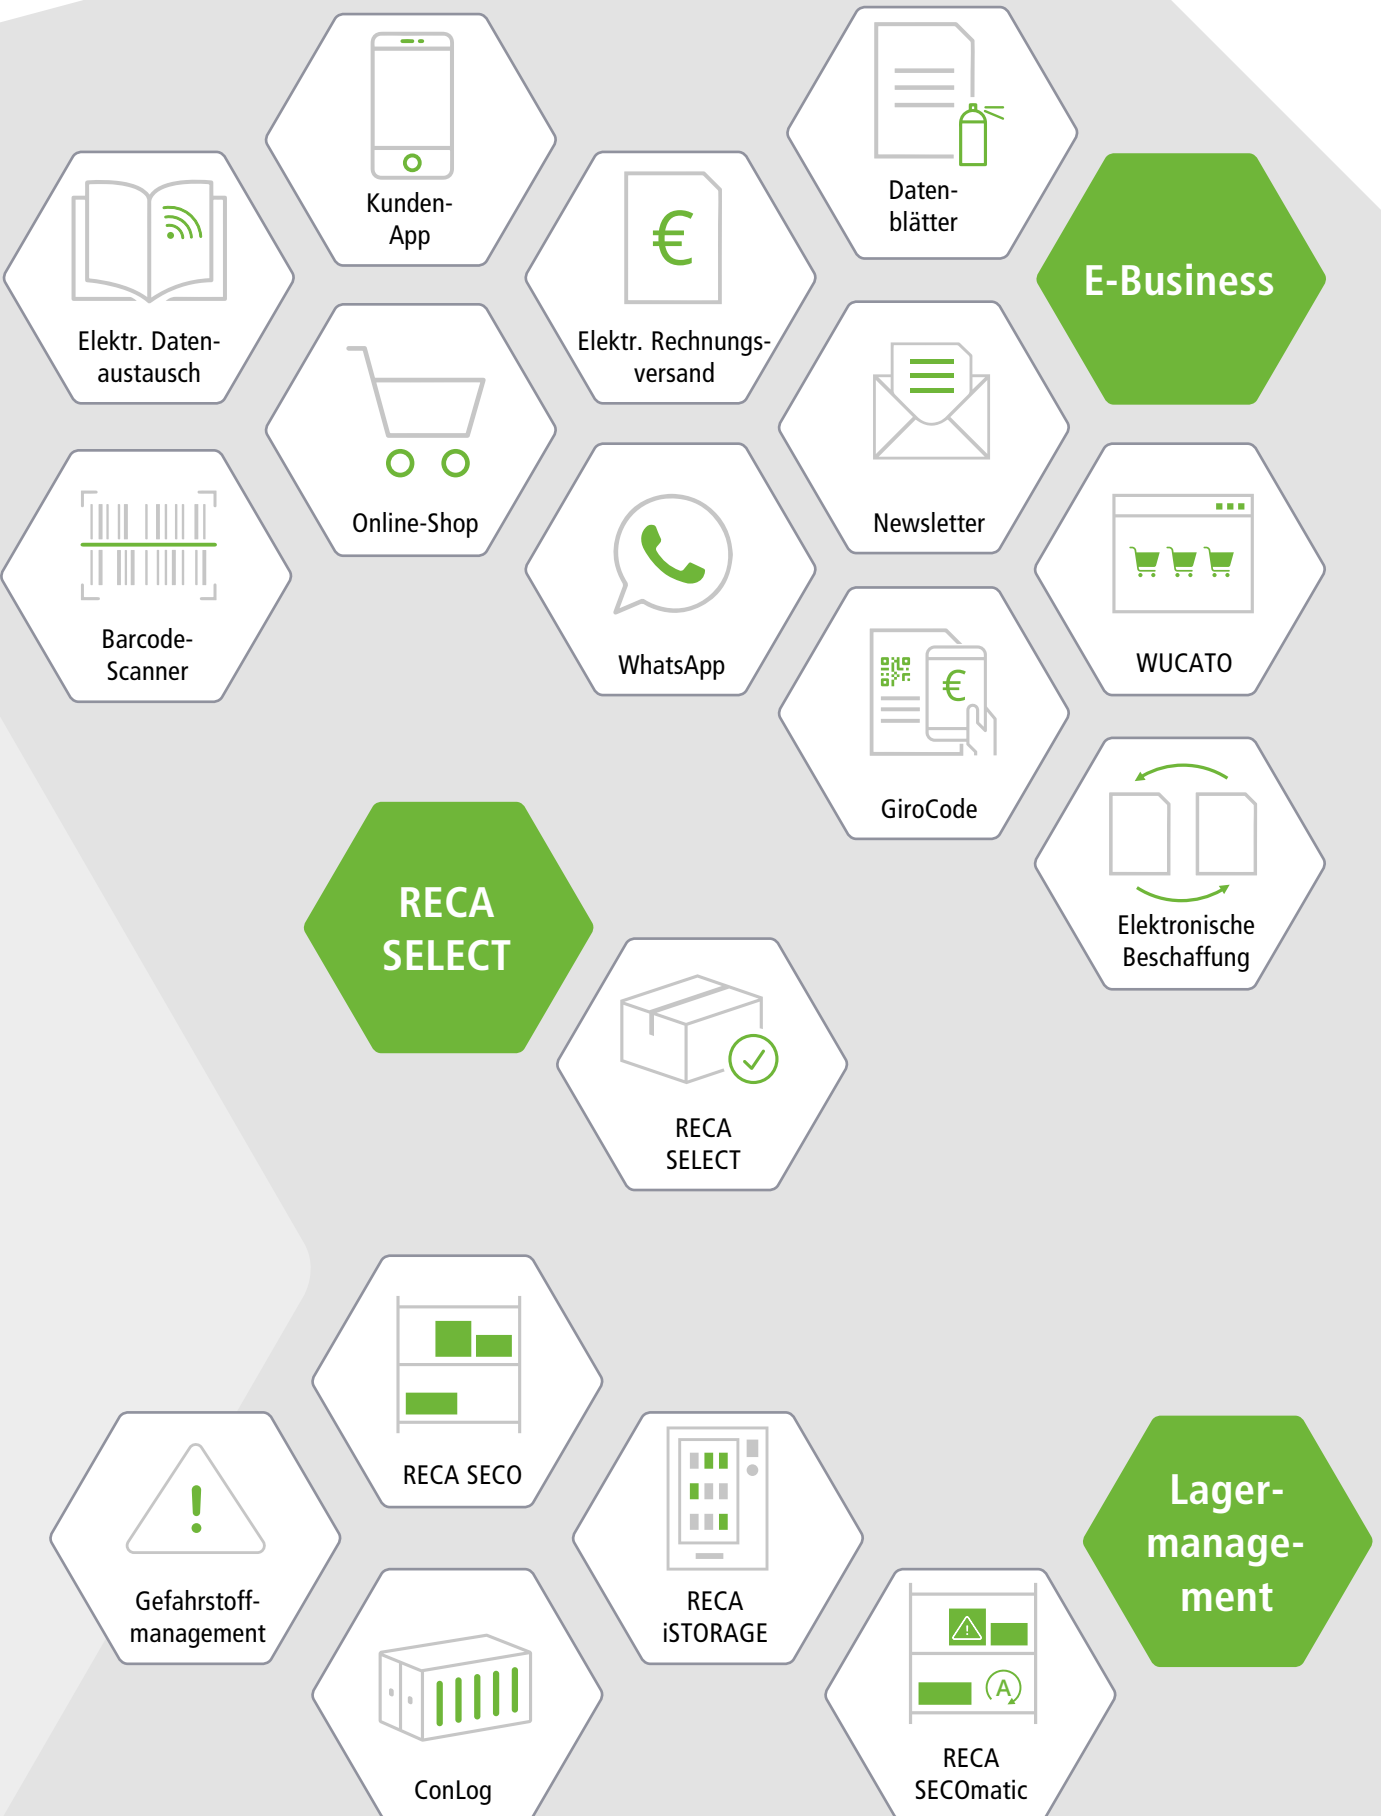 Kunden-
App
Daten-
blätter
E-Business
Elektr. Daten-
austausch
Elektr. Rechnungs-
versand
Online-Shop
Newsletter
Barcode-
Scanner
WhatsApp
WUCATO
€
€
GiroCode
Elektronische
Beschaffung
RECA
SELECT
RECA
SELECT
RECA SECO
Gefahrstoff-
management
RECA
iSTORAGE
Lager-
manage-
ment
ConLog
A
RECA
SECOmatic